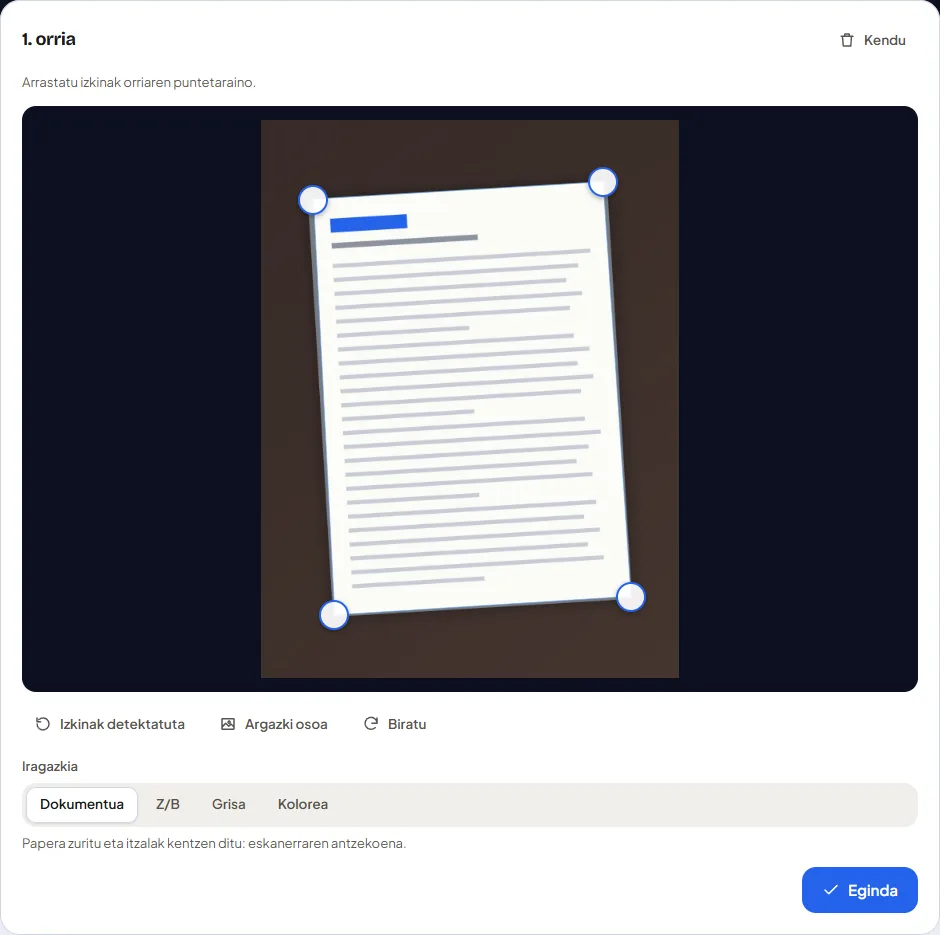 1. orria
Kendu
Arrastatu izkinak orriaren puntetaraino.
Izkinak detektatuta
Argazki osoa
Biratu
Iragazkia
Dokumentua
Z/B
Grisa
Kolorea
Papera zuritu eta itzalak kentzen ditu: eskanerraren antzekoena.
Eginda